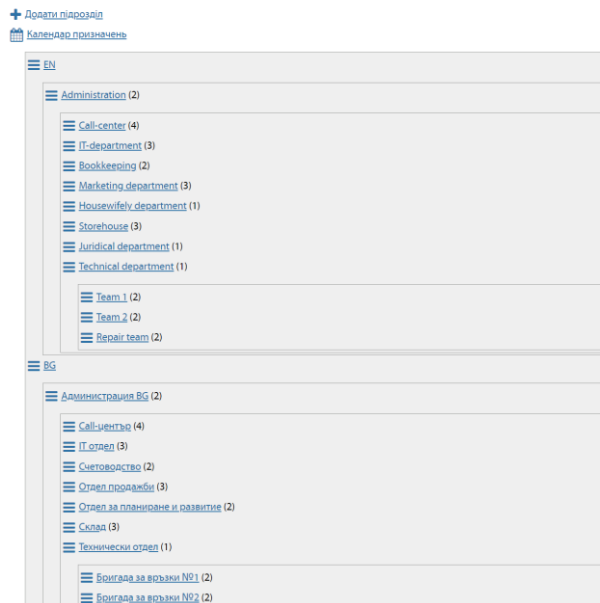 Додати підрозділ
Календар призначень
EN
Administration (2)
Call-center (4)
IT-department (3)
Bookkeeping (2)
Marketing department (3)
Housewifely department (1)
Storehouse (3)
Juridical department (1)
Technical department (1)
Team 1 (2)
Team 2 (2)
Repair team (2)
BG
Администрация BG (2)
Call-център (4)
IT отдел (3)
Счетоводство (2)
Отдел продажби (3)
Отдел за планиране и развитие (2)
Склад (3)
Технически отдел (1)
Бригада за връзки №1 (2)
Бригада за връзки №2 (2)